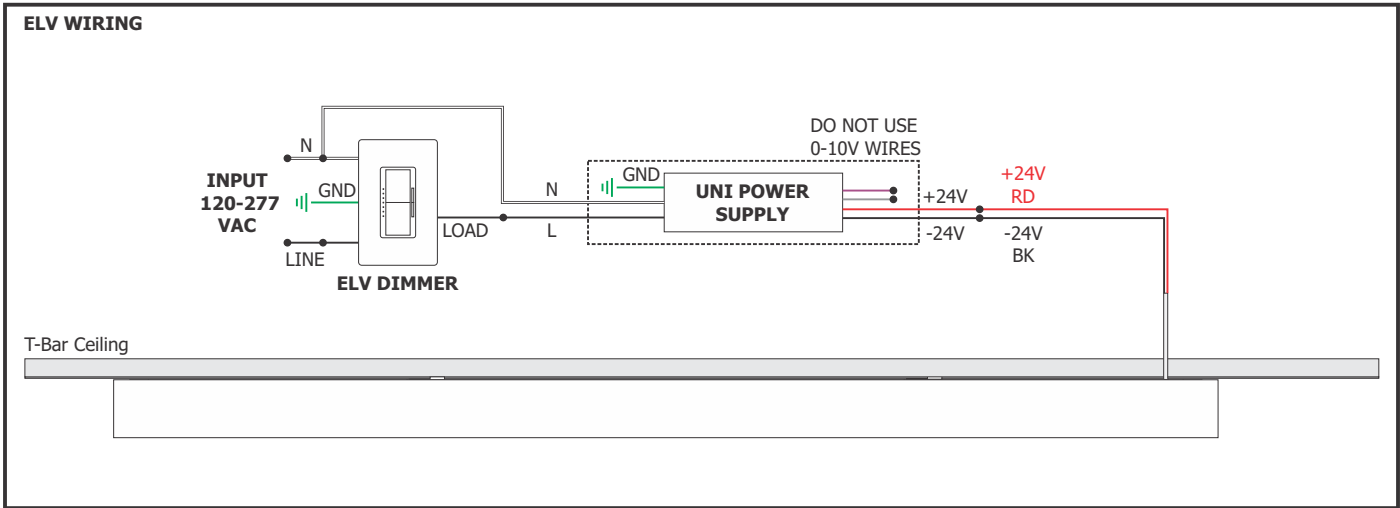 ELV WIRING
DO NOT USE
0-10V WIRES
N
INPUT
120-277
VAC
GND
LINE
ELV DIMMER
LOAD
N
L
GND
UNI POWER
SUPPLY
+24V
-24V
+24V
RD
-24V
BK
T-Bar Ceiling